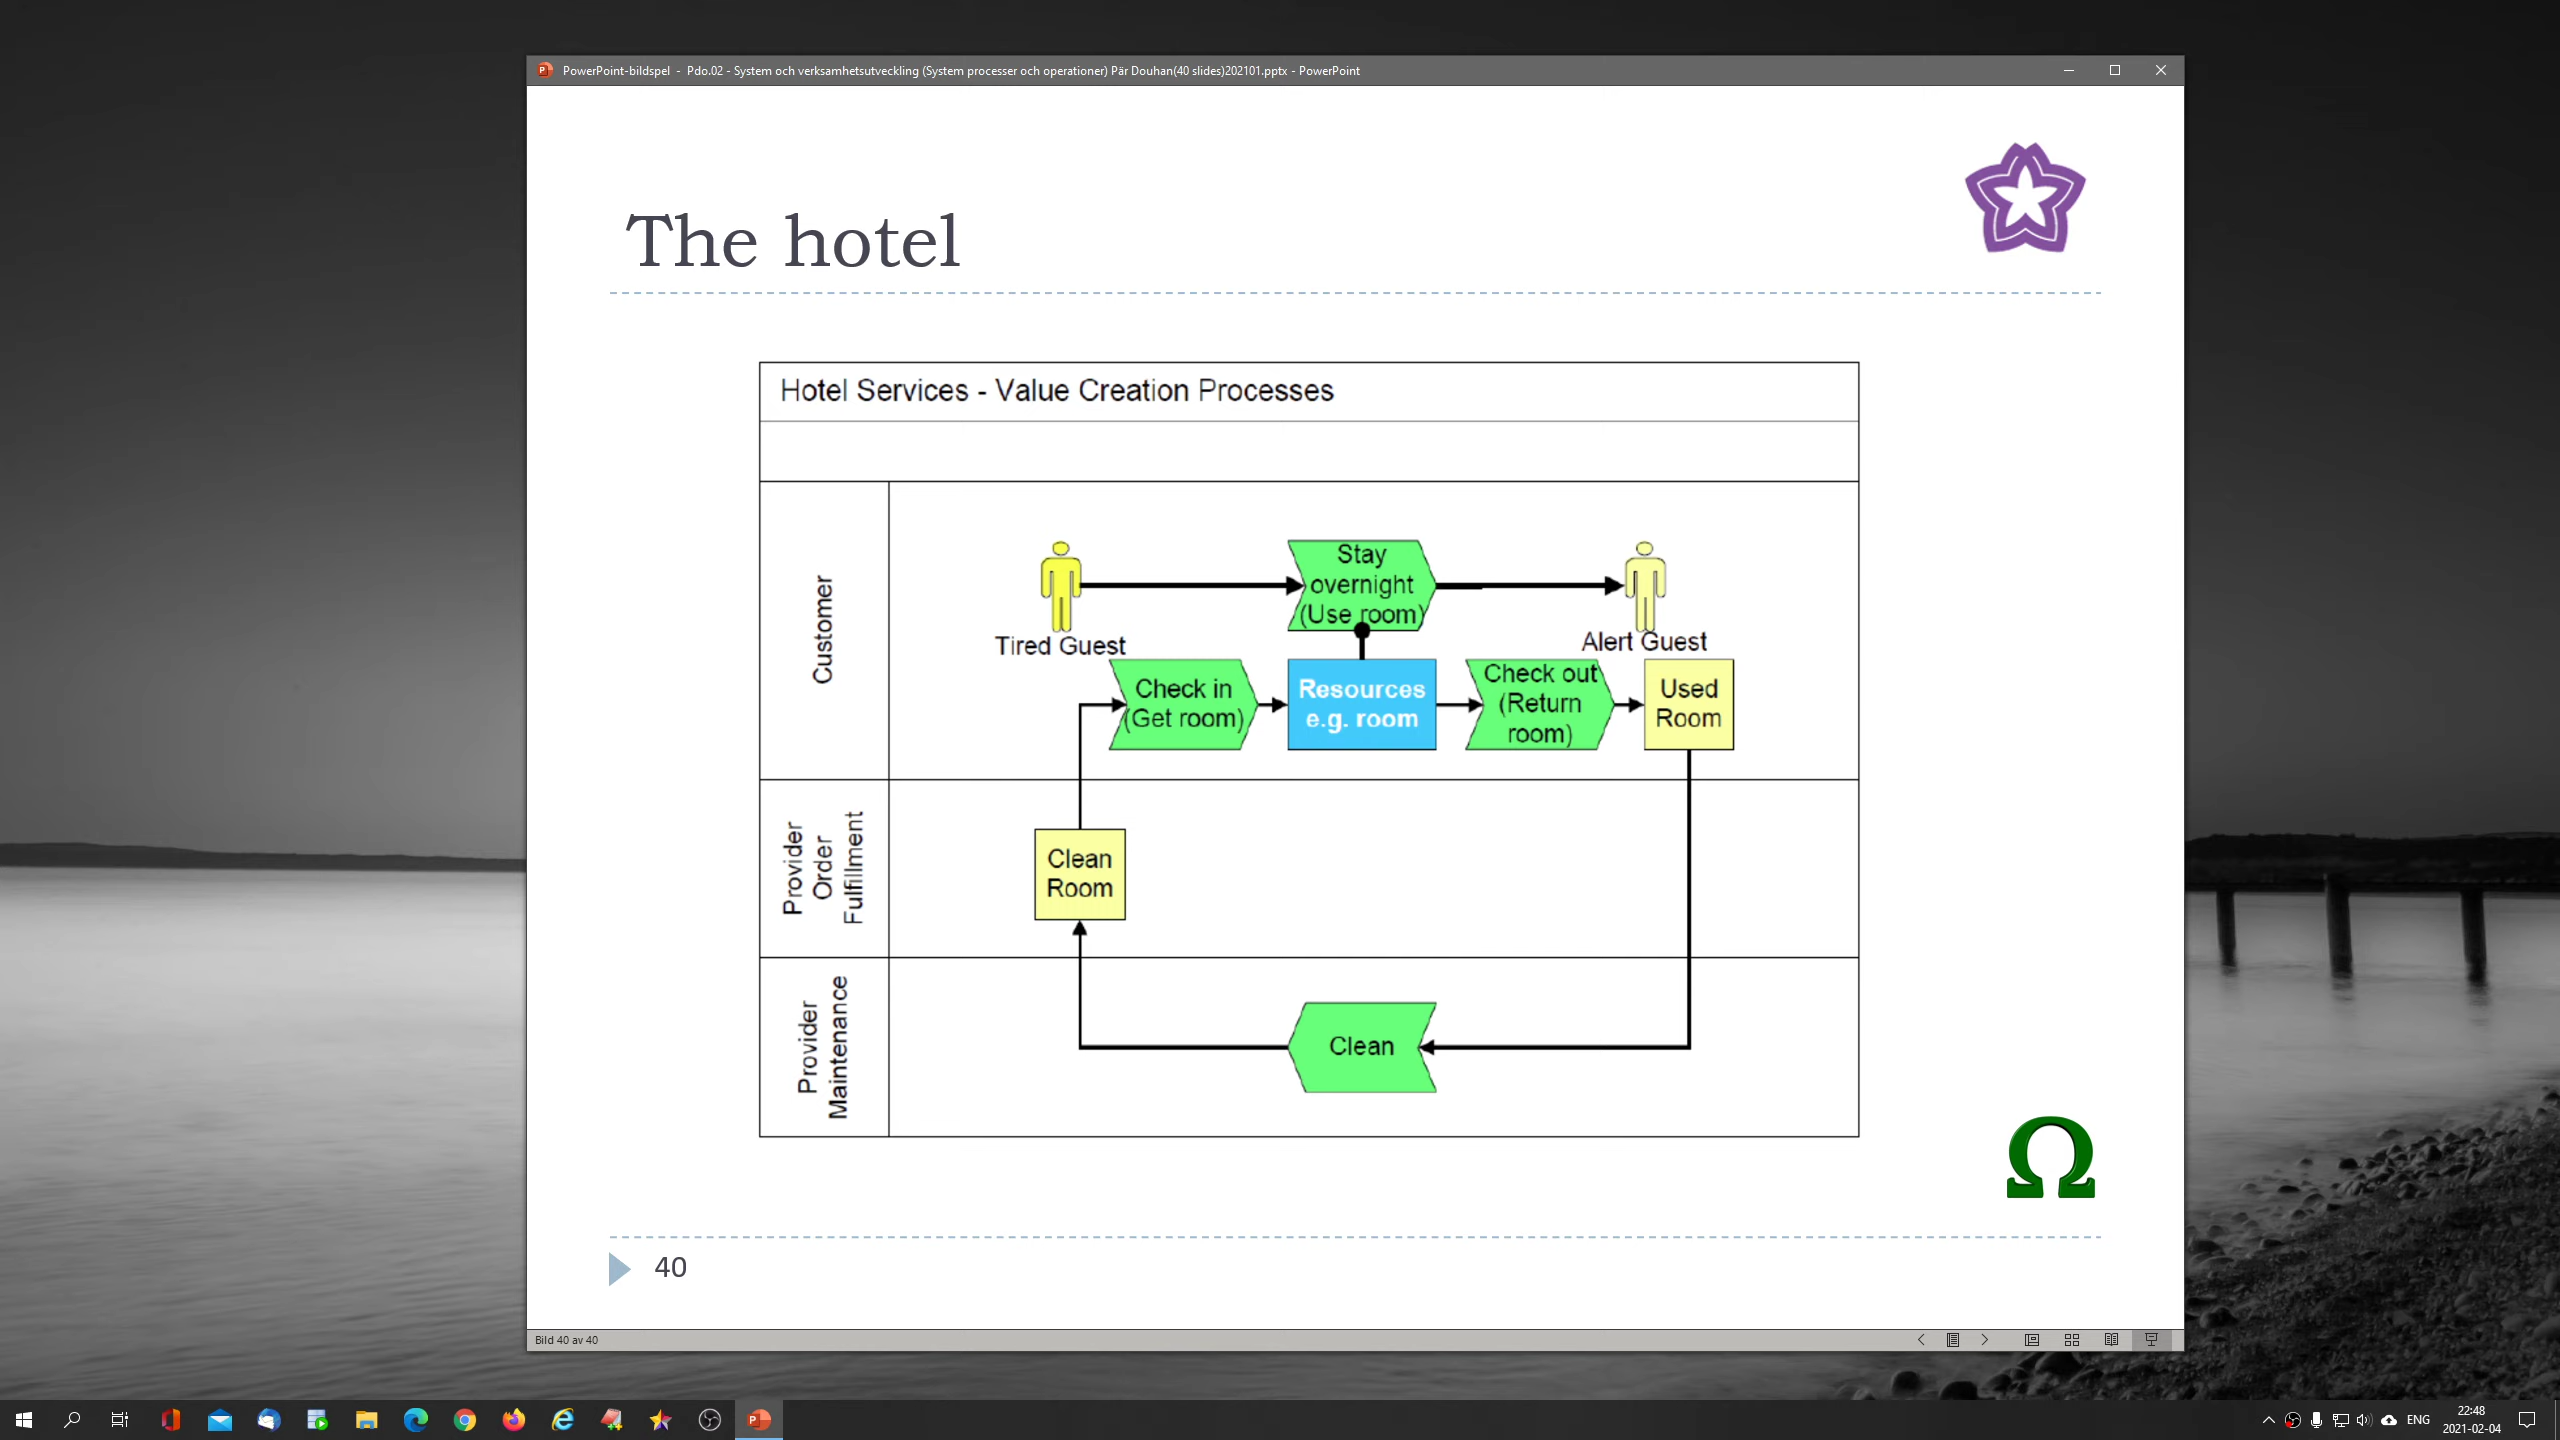 PowerPoint-bildspel - Pdo.02 - System och verksamhetsutveckling (System processer och operationer) Pär Douhan(40 slides)202101.pptx - PowerPoint
The hotel
Hotel Services - Value Creation Processes
Customer
Tired Guest
Stay
overnight
(Use room)
Alert Guest
Check in
(Get room)
Resources
e.g. room
Check out
(Return
room)
Used
Room
Provider
Order
Fulfillment
Clean
Room
Provider
Maintenance
Clean
Ω
40
Bild 40 av 40
ENG
22:48
2021-02-04